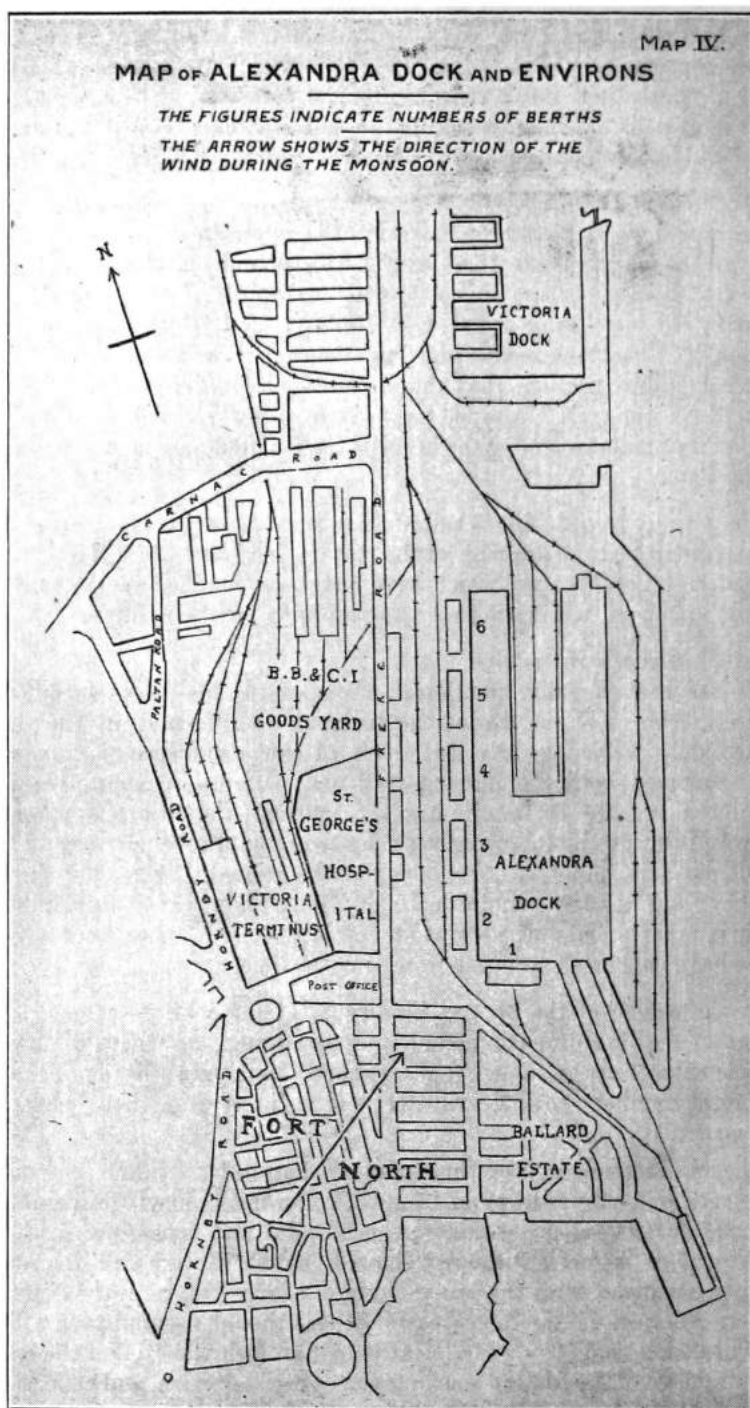 MAP IV.
MAP OF ALEXANDRA DOCK AND ENVIRONS
THE FIGURES INDICATE NUMBERS OF BERTHS
THE ARROW SHOWS THE DIRECTION OF THE
WIND DURING THE MONSOON.
N
VICTORIA
DOCK
CARNAC ROAD
PALTAN ROAD
FRERE ROAD
6
5
4
3
2
1
B.B. & C.I
GOODS YARD
ST.
GEORGE'S
HOSP-
ITAL
HORNBY ROAD
VICTORIA
TERMINUS
ALEXANDRA
DOCK
POST OFFICE
HORNBY ROAD
FORT
NORTH
BALLARD
ESTATE